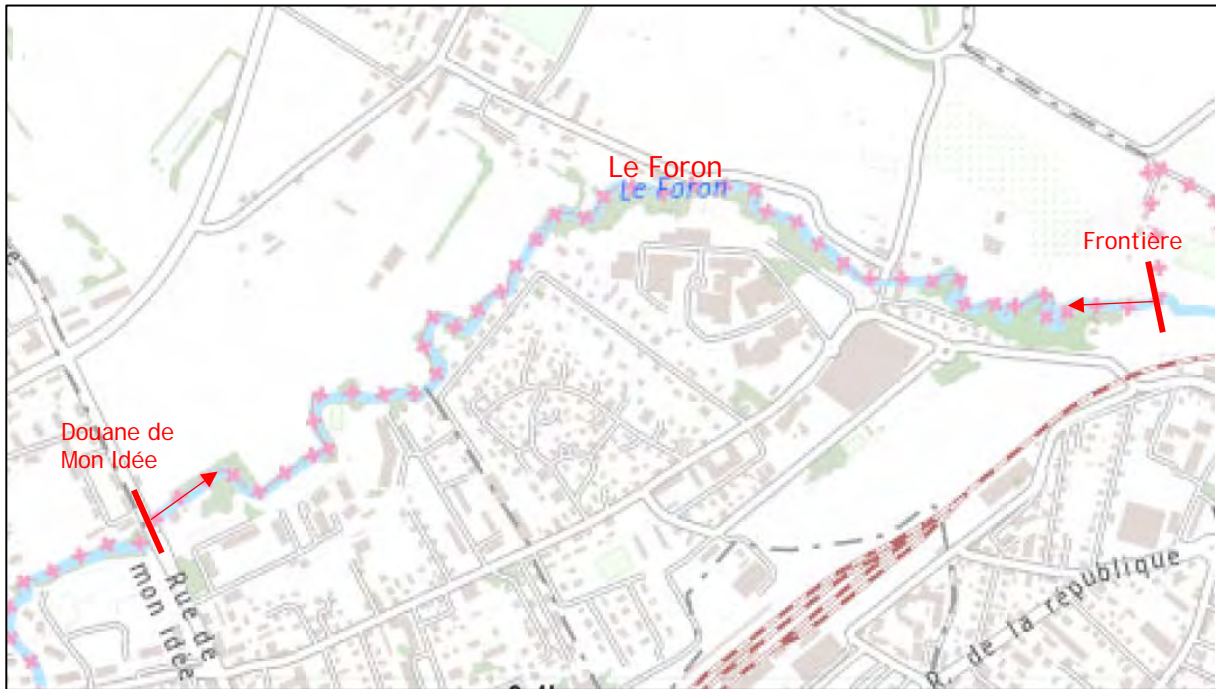 Le Foron
Le Foron
Frontière
Douane de
Mon Idée
Rue de
mon Idée
R. de la république